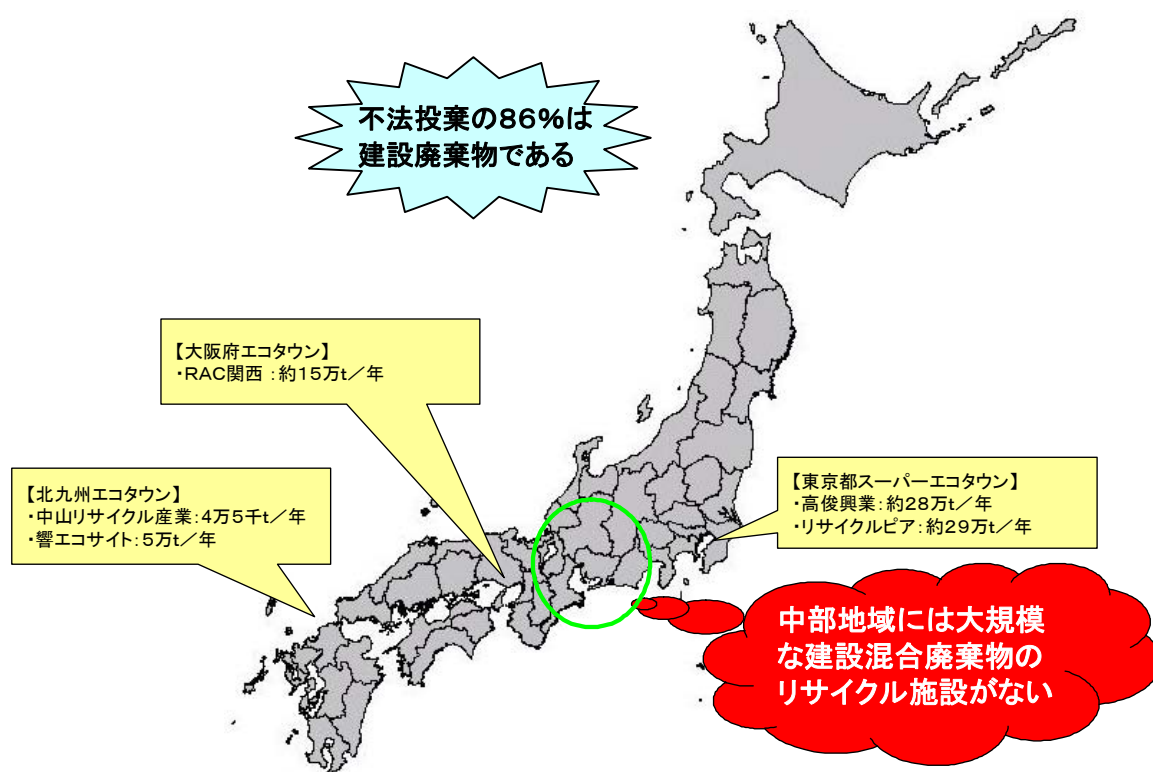 不法投棄の86%は
建設廃棄物である
【大阪府エコタウン】
・RAC関西 :約15万t／年
【北九州エコタウン】
・中山リサイクル産業:4万5千t／年
・響エコサイト:5万t／年
【東京都スーパーエコタウン】
・高俊興業:約28万t／年
・リサイクルピア:約29万t／年
中部地域には大規模
な建設混合廃棄物の
リサイクル施設がない